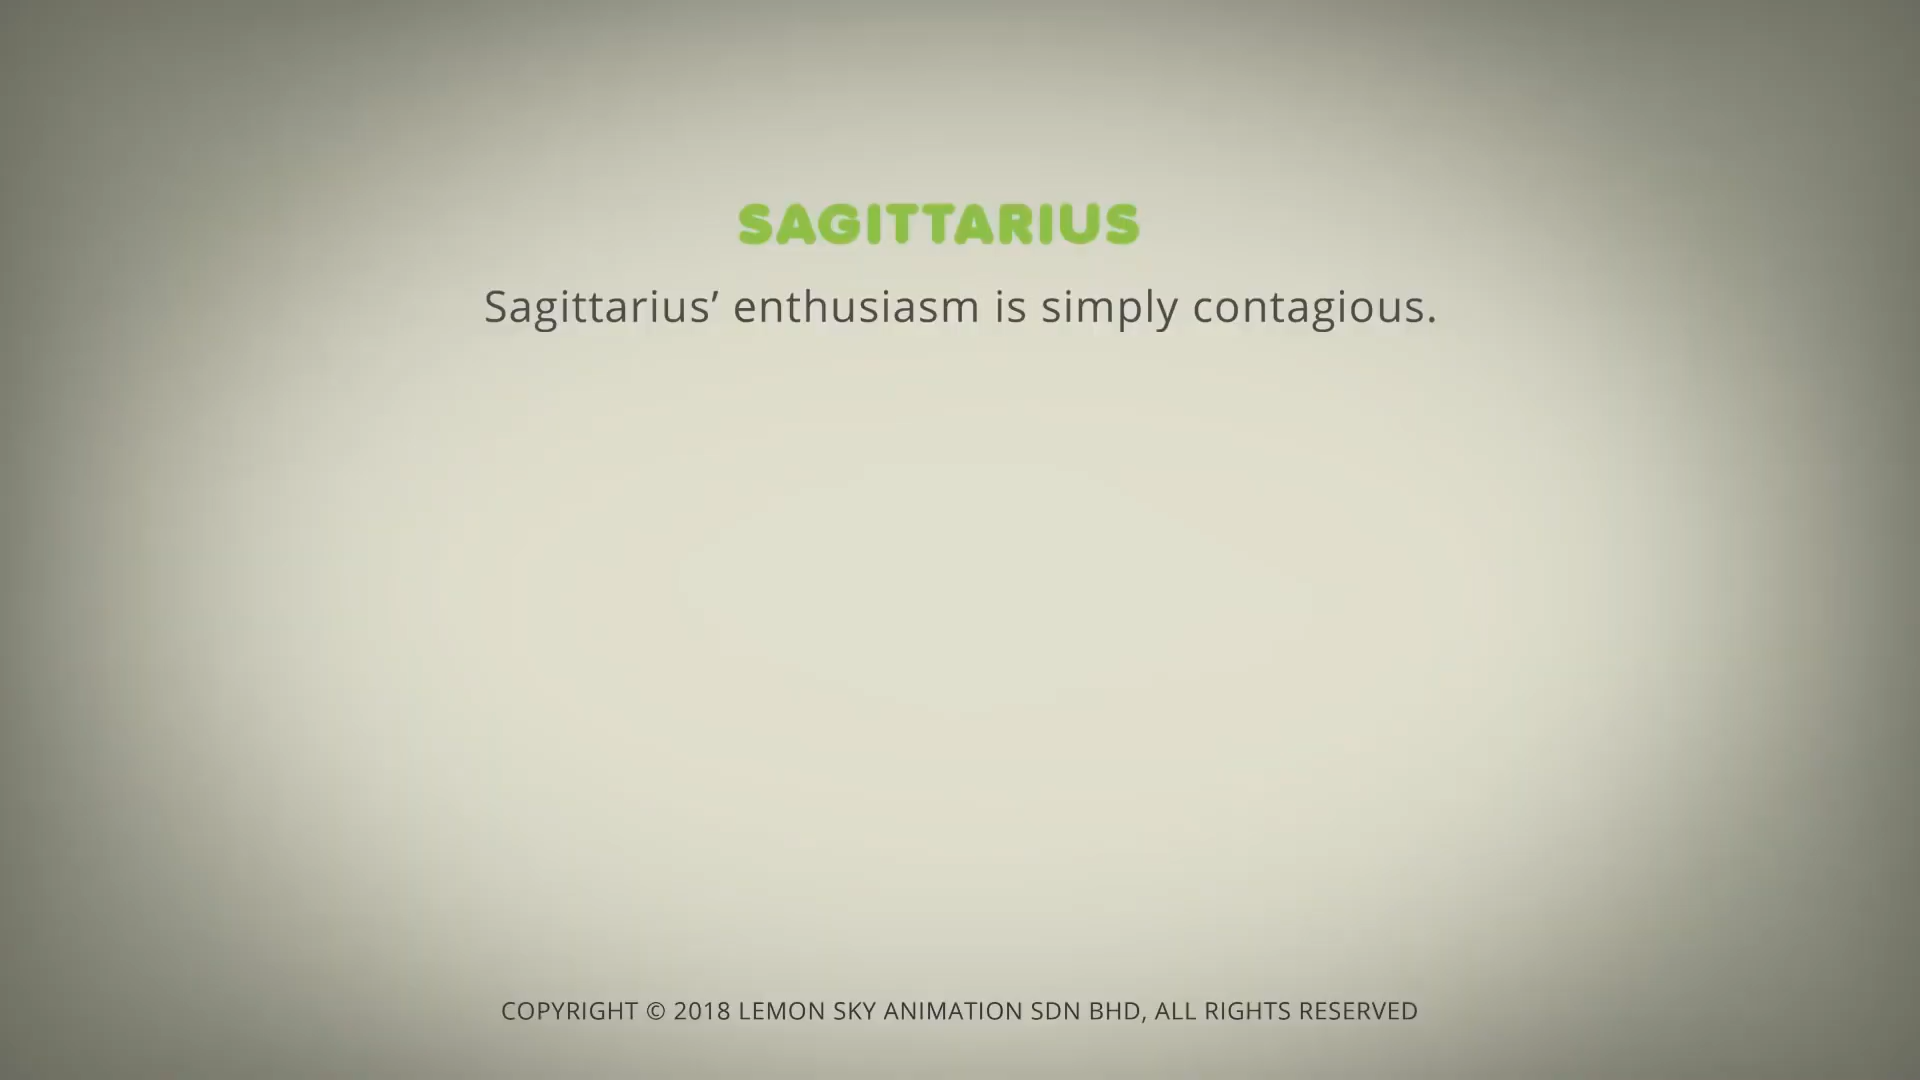 SAGITTARIUS
Sagittarius’ enthusiasm is simply contagious.
COPYRIGHT © 2018 LEMON SKY ANIMATION SDN BHD, ALL RIGHTS RESERVED